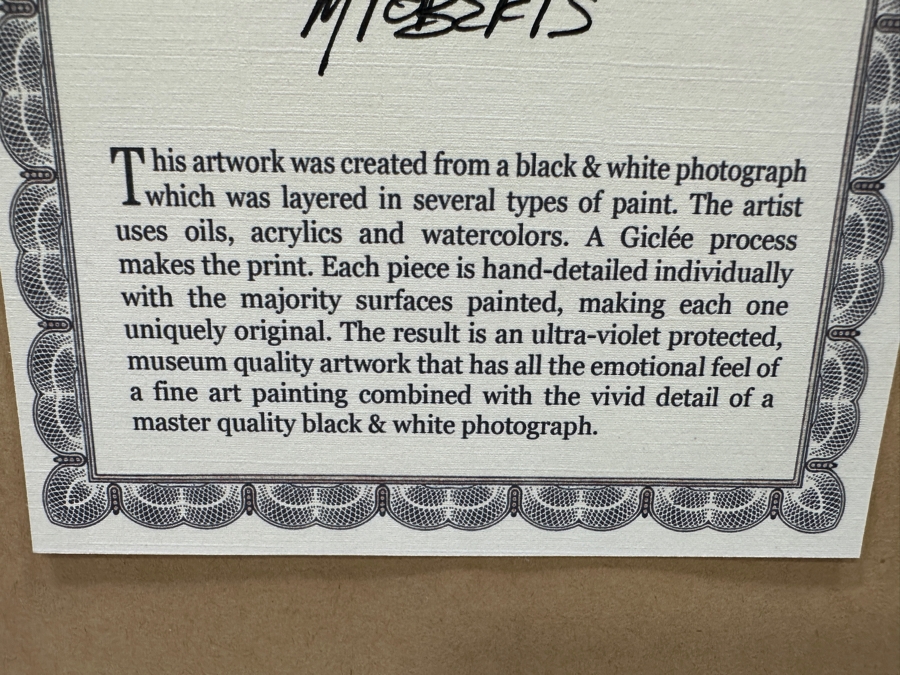 This artwork was created from a black & white photograph
which was layered in several types of paint. The artist
uses oils, acrylics and watercolors. A Giclée process
makes the print. Each piece is hand-detailed individually
with the majority surfaces painted, making each one
uniquely original. The result is an ultra-violet protected,
museum quality artwork that has all the emotional feel of
a fine art painting combined with the vivid detail of a
master quality black & white photograph.